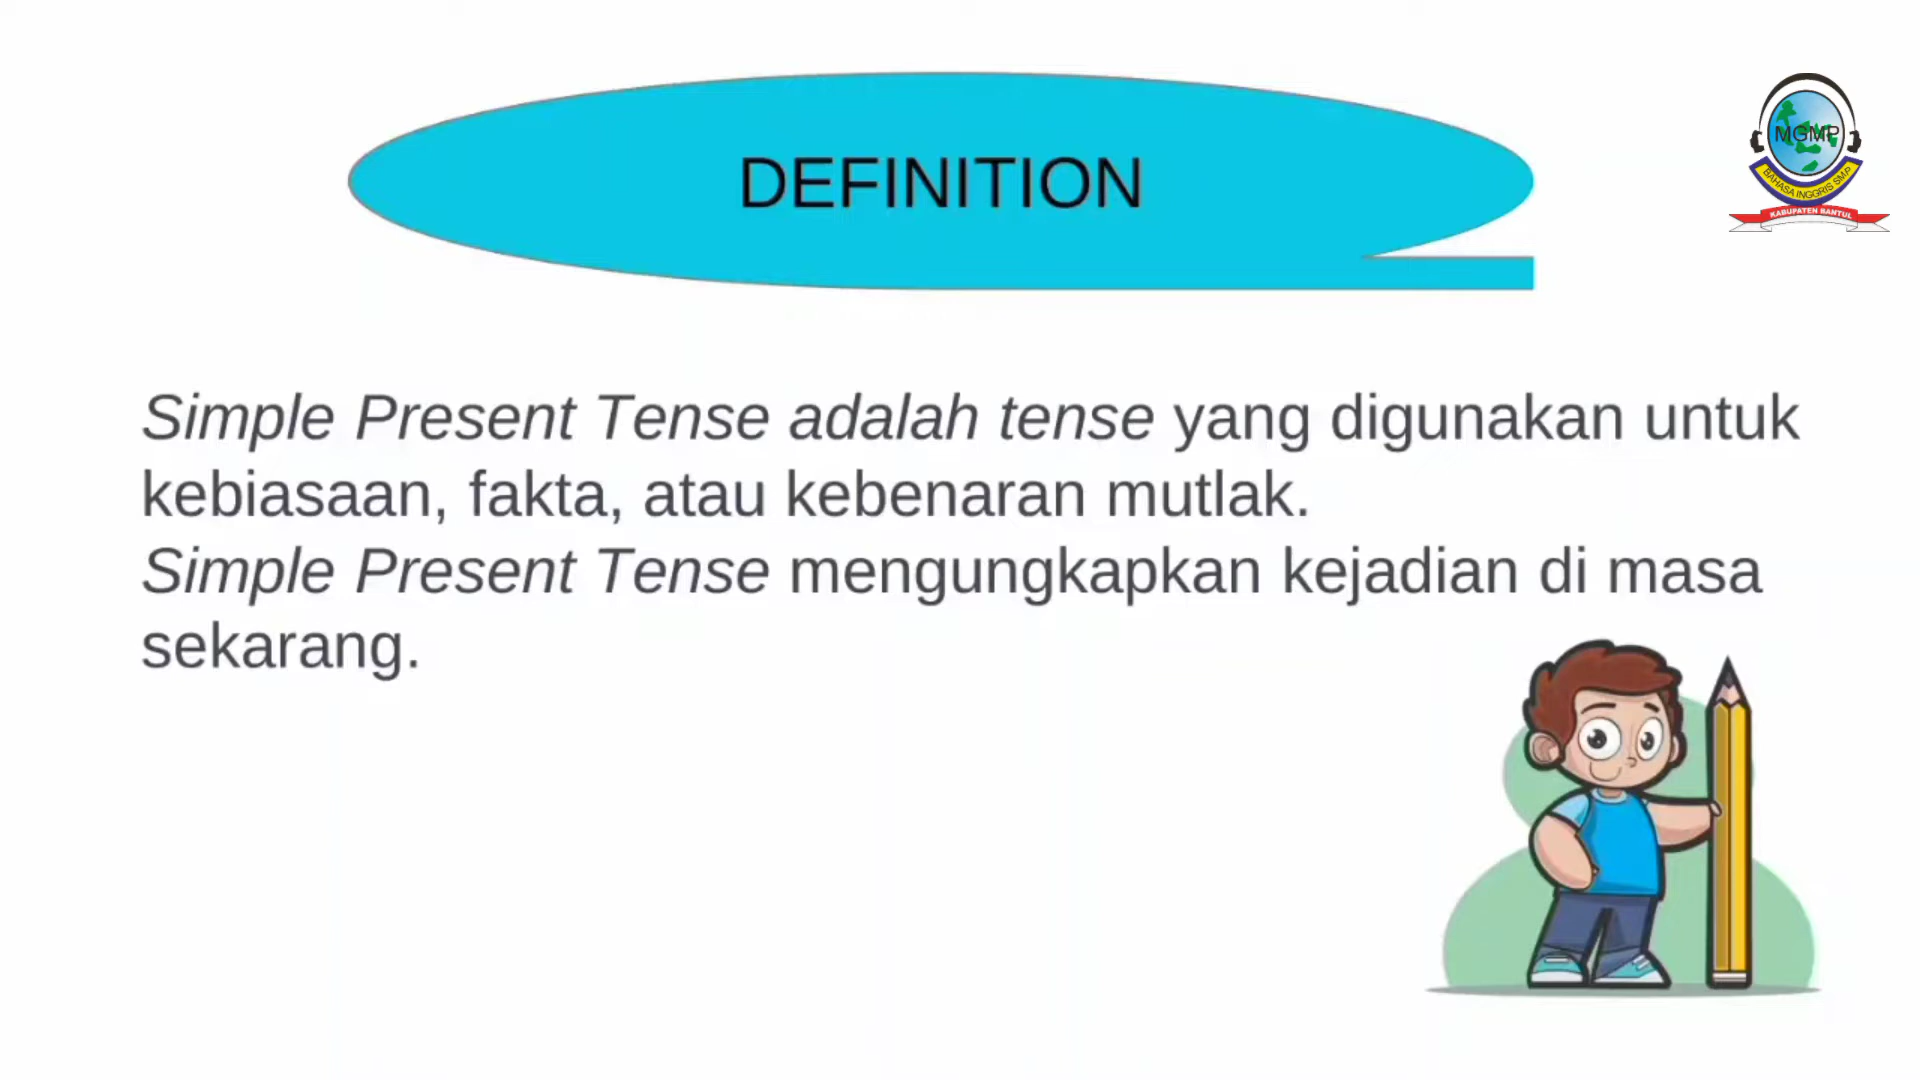 DEFINITION
MGMP
BAHASA INGGRIS SMP
KABUPATEN BANTUL
Simple Present Tense adalah tense yang digunakan untuk
kebiasaan, fakta, atau kebenaran mutlak.
Simple Present Tense mengungkapkan kejadian di masa
sekarang.